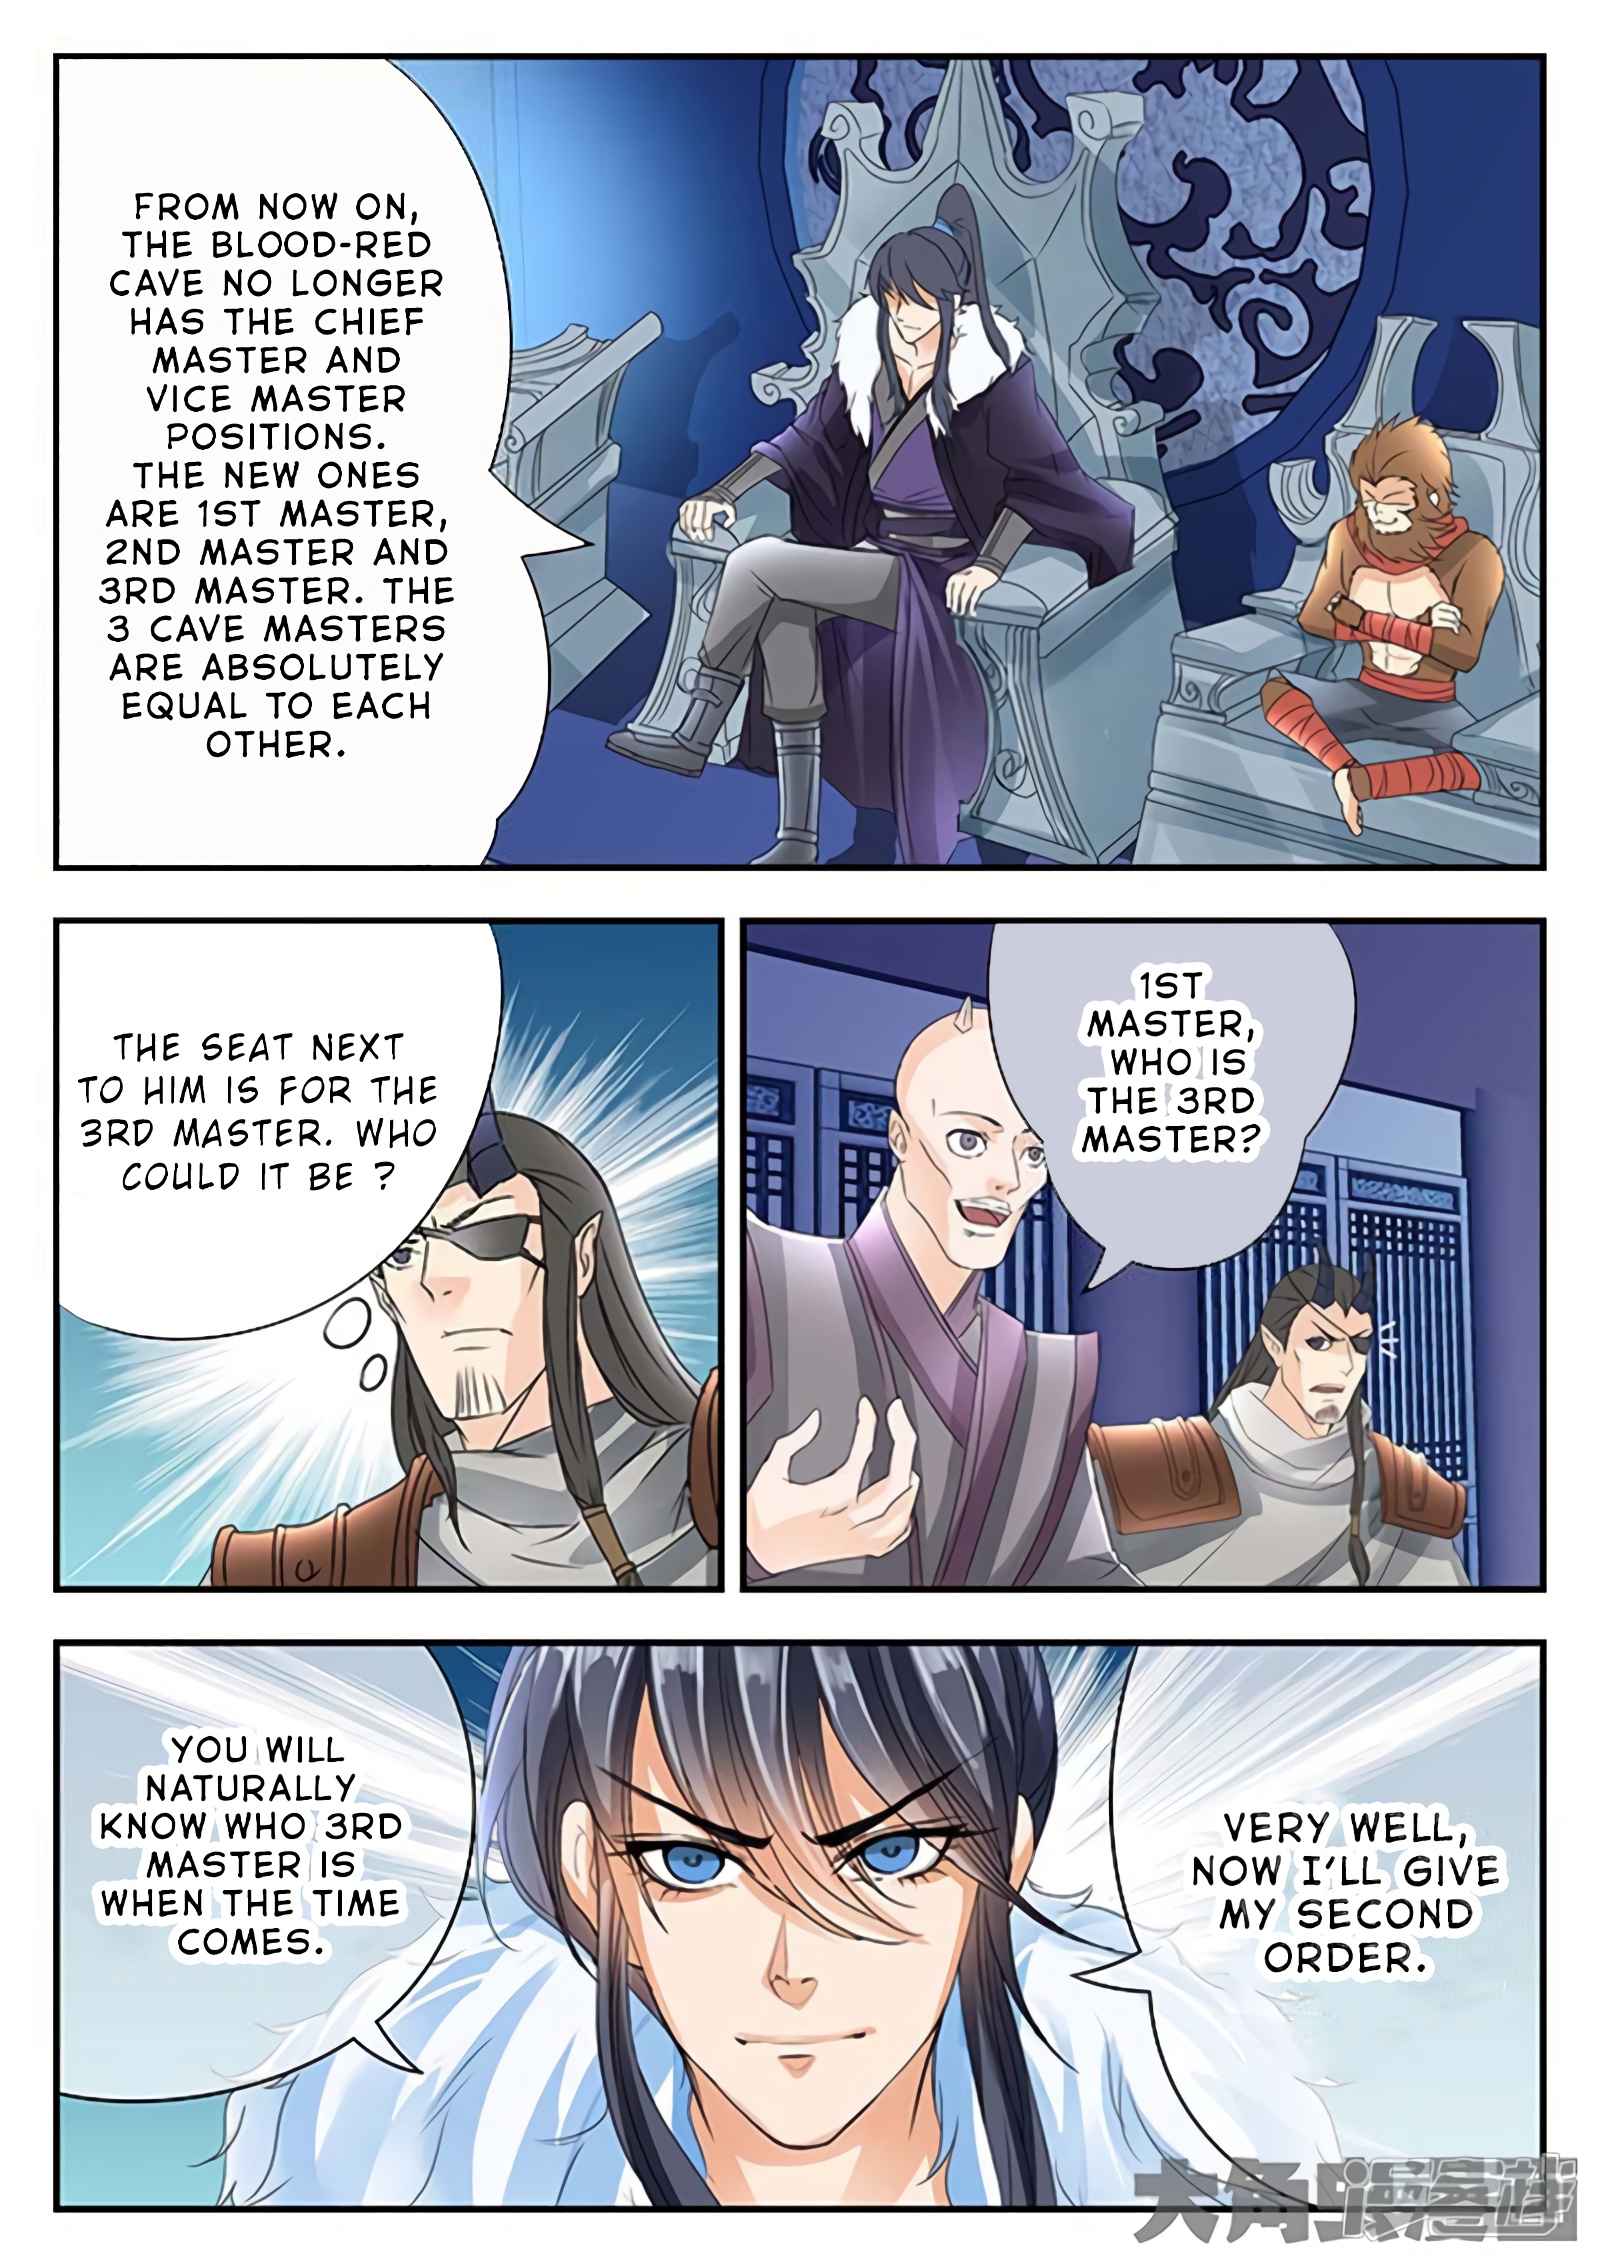 FROM NOW ON,
THE BLOOD-RED
CAVE NO LONGER
HAS THE CHIEF
MASTER AND
VICE MASTER
POSITIONS.
THE NEW ONES
ARE 1ST MASTER,
2ND MASTER AND
3RD MASTER. THE
3 CAVE MASTERS
ARE ABSOLUTELY
EQUAL TO EACH
OTHER.
THE SEAT NEXT
TO HIM IS FOR THE
3RD MASTER. WHO
COULD IT BE ?
1ST
MASTER,
WHO IS
THE 3RD
MASTER?
YOU WILL
NATURALLY
KNOW WHO 3RD
MASTER IS
WHEN THE TIME
COMES.
VERY WELL,
NOW I'LL GIVE
MY SECOND
ORDER.